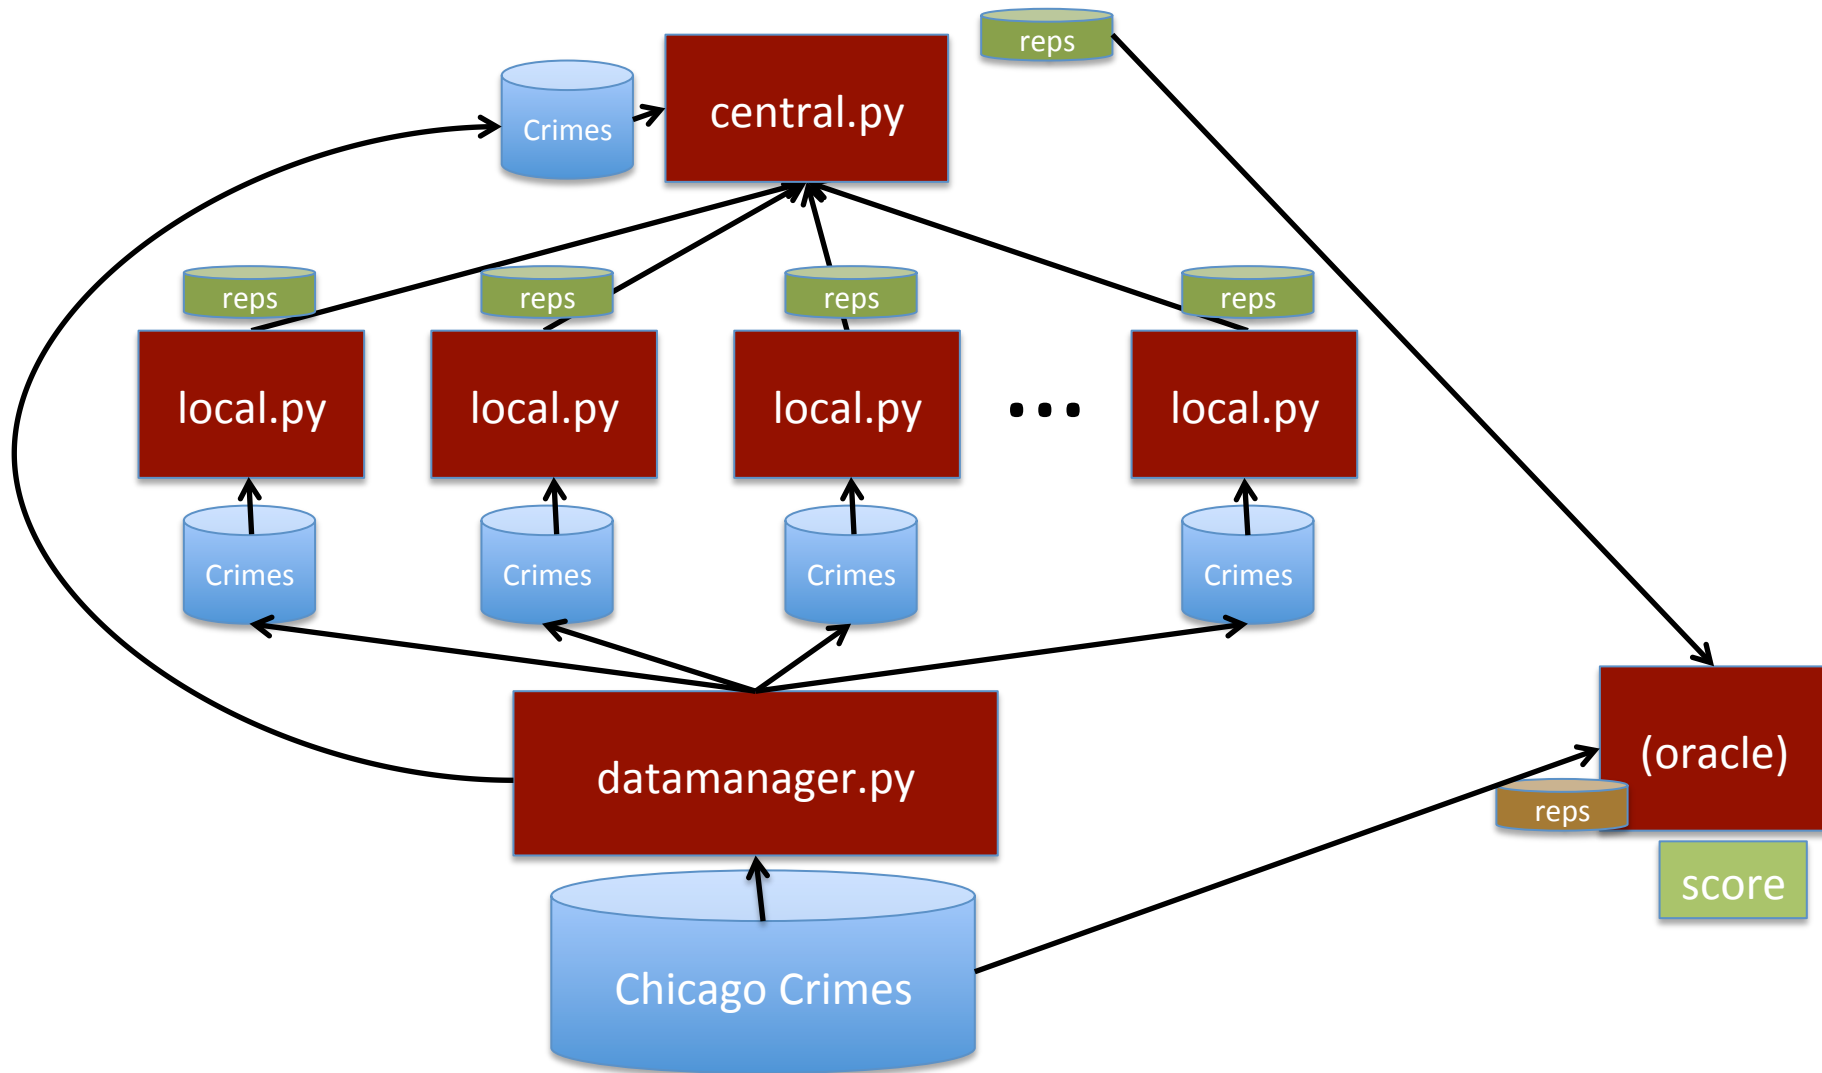 reps
central.py
Crimes
reps
reps
reps
reps
local.py
local.py
local.py
...
local.py
Crimes
Crimes
Crimes
Crimes
datamanager.py
(oracle)
reps
score
Chicago Crimes